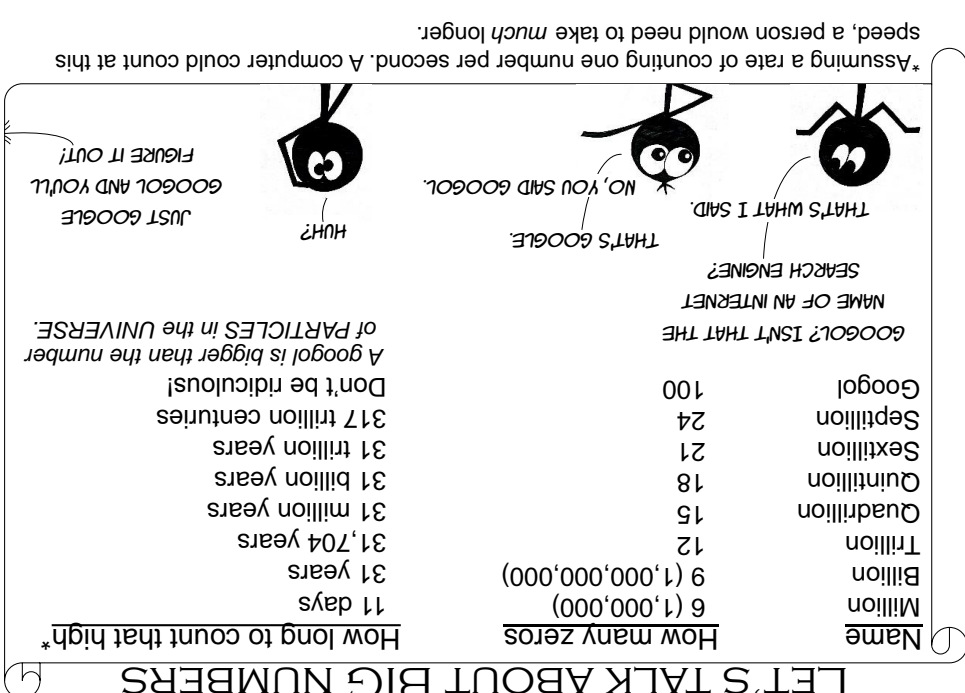 LET'S TALK ABOUT BIG NUMBERS
Name How many zeros How long to count that high*
Million 6 (1,000,000) 11 days
Billion 9 (1,000,000,000) 31 years
Trillion 12 31,704 years
Quadrillion 15 31 million years
Quintillion 18 31 billion years
Sextillion 21 31 trillion years
Septillion 24 317 trillion centuries
Googol 100 Don't be ridiculous!
A googol is bigger than the number
of PARTICLES in the UNIVERSE.
GOOGOL? ISN'T THAT THE
NAME OF AN INTERNET
SEARCH ENGINE?
THAT'S GOOGLE.
THAT'S WHAT I SAID.
NO, YOU SAID GOOGOL.
HUH?
JUST GOOGLE
GOOGOL AND YOU'LL
FIGURE IT OUT!
*Assuming a rate of counting one number per second. A computer could count at this
speed, a person would need to take much longer.